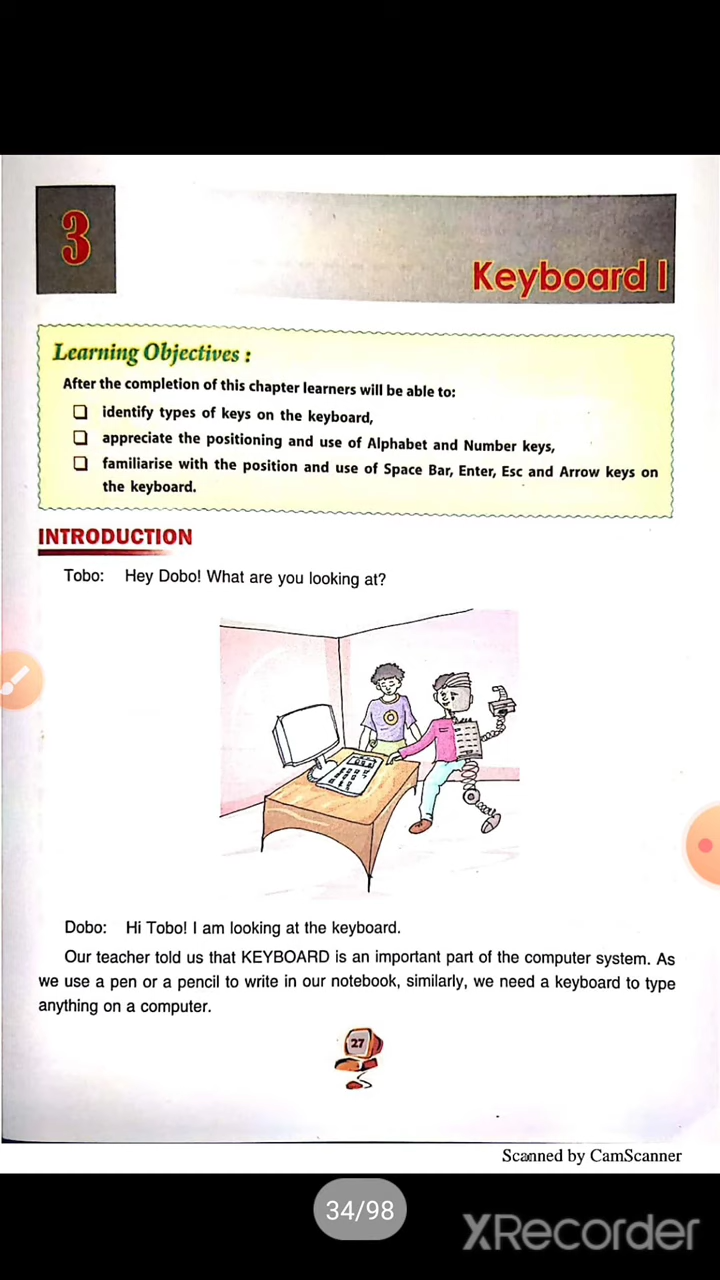 3
Keyboard I
Learning Objectives :
After the completion of this chapter learners will be able to:
❑ identify types of keys on the keyboard,
❑ appreciate the positioning and use of Alphabet and Number keys,
❑ familiarise with the position and use of Space Bar, Enter, Esc and Arrow keys on
the keyboard.
INTRODUCTION
Tobo: Hey Dobo! What are you looking at?
Dobo: Hi Tobo! I am looking at the keyboard.
Our teacher told us that KEYBOARD is an important part of the computer system. As
we use a pen or a pencil to write in our notebook, similarly, we need a keyboard to type
anything on a computer.
27
Scanned by CamScanner
34/98
XRecorder